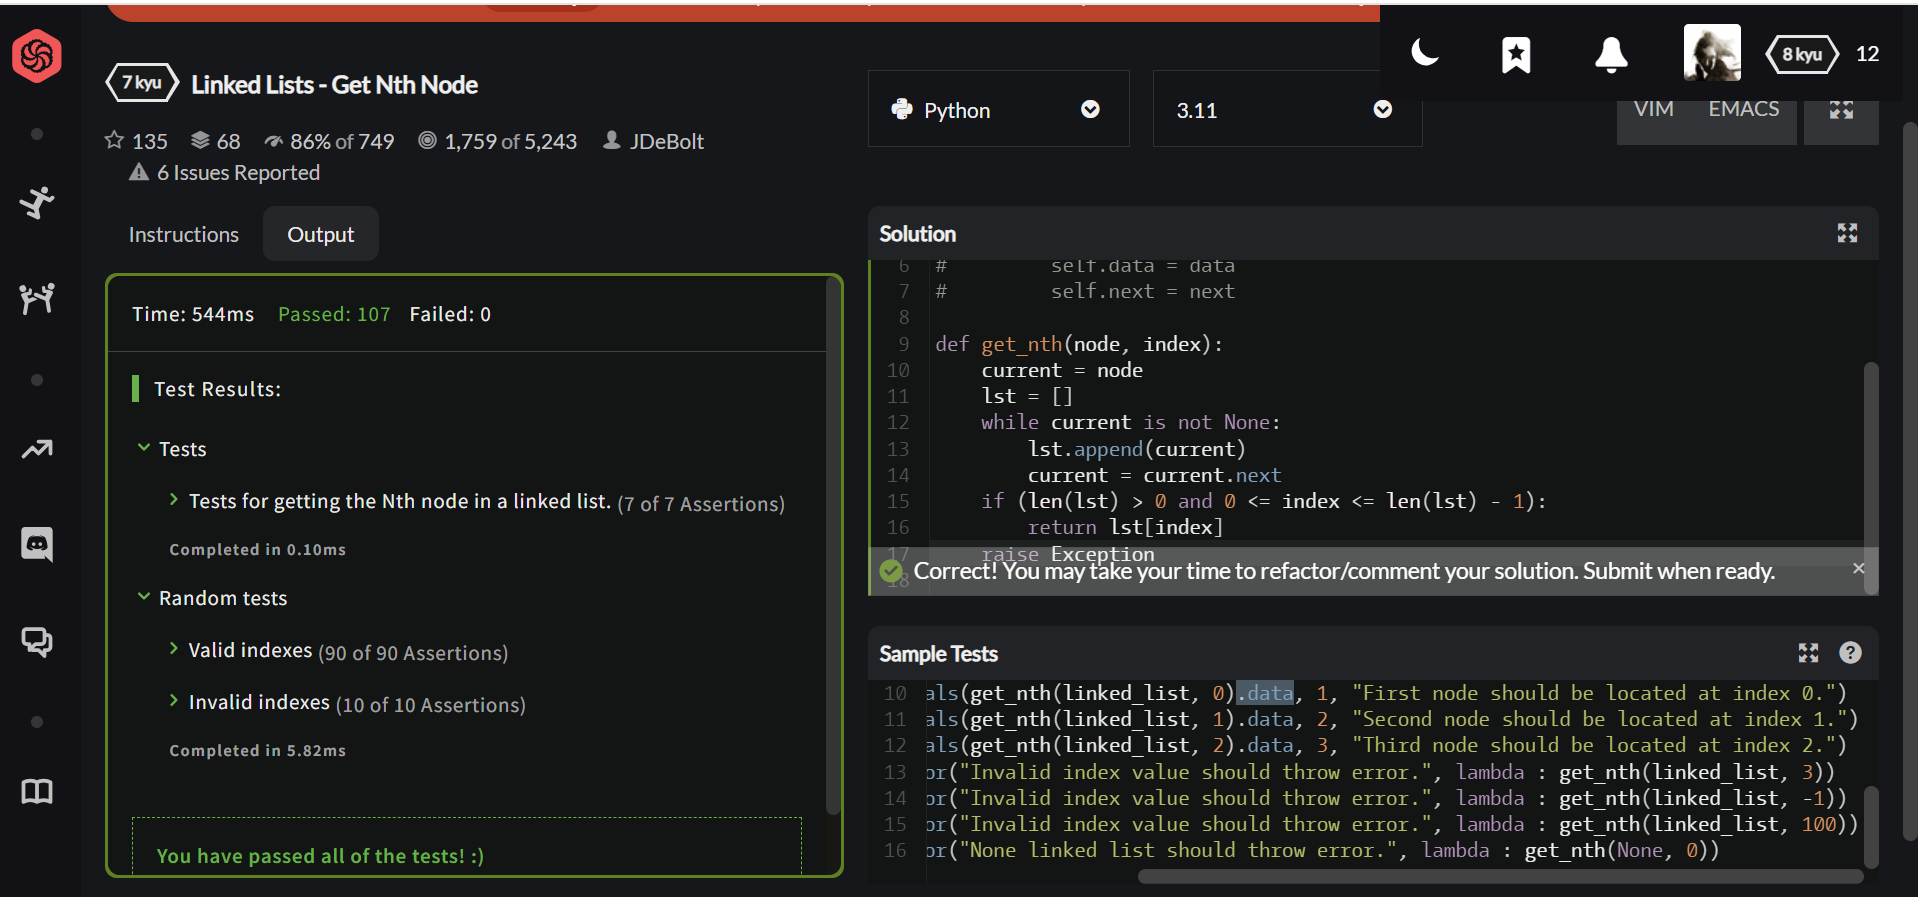 8 kyu 12
7 kyu Linked Lists - Get Nth Node
135 68 86% of 749 1,759 of 5,243 JDeBolt
6 Issues Reported
Python
3.11
VIM EMACS
Instructions Output
Time: 544ms Passed: 107 Failed: 0
Test Results:
Tests
Tests for getting the Nth node in a linked list. (7 of 7 Assertions)
Completed in 0.10ms
Random tests
Valid indexes (90 of 90 Assertions)
Invalid indexes (10 of 10 Assertions)
Completed in 5.82ms
You have passed all of the tests! :)
Solution
6 # self.data = data
7 # self.next = next
8
9 def get_nth(node, index):
10 current = node
11 lst = []
12 while current is not None:
13 lst.append(current)
14 current = current.next
15 if (len(lst) > 0 and 0 <= index <= len(lst) - 1):
16 return lst[index]
17 raise Exception
18
Correct! You may take your time to refactor/comment your solution. Submit when ready.
Sample Tests
10 als(get_nth(linked_list, 0).data, 1, "First node should be located at index 0.")
11 als(get_nth(linked_list, 1).data, 2, "Second node should be located at index 1.")
12 als(get_nth(linked_list, 2).data, 3, "Third node should be located at index 2.")
13 or("Invalid index value should throw error.", lambda : get_nth(linked_list, 3))
14 or("Invalid index value should throw error.", lambda : get_nth(linked_list, -1))
15 or("Invalid index value should throw error.", lambda : get_nth(linked_list, 100))
16 or("None linked list should throw error.", lambda : get_nth(None, 0))